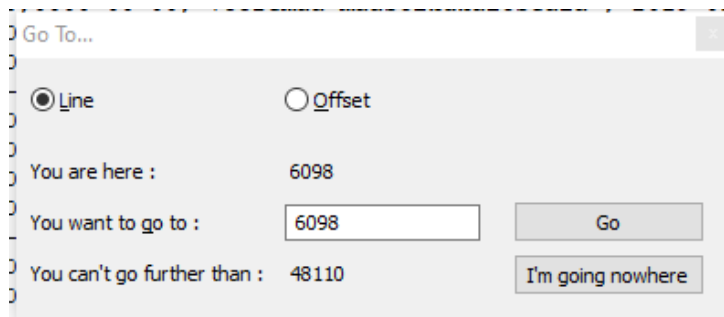 Go To...
Line Offset
You are here : 6098
You want to go to : 6098 Go
You can't go further than : 48110 I'm going nowhere